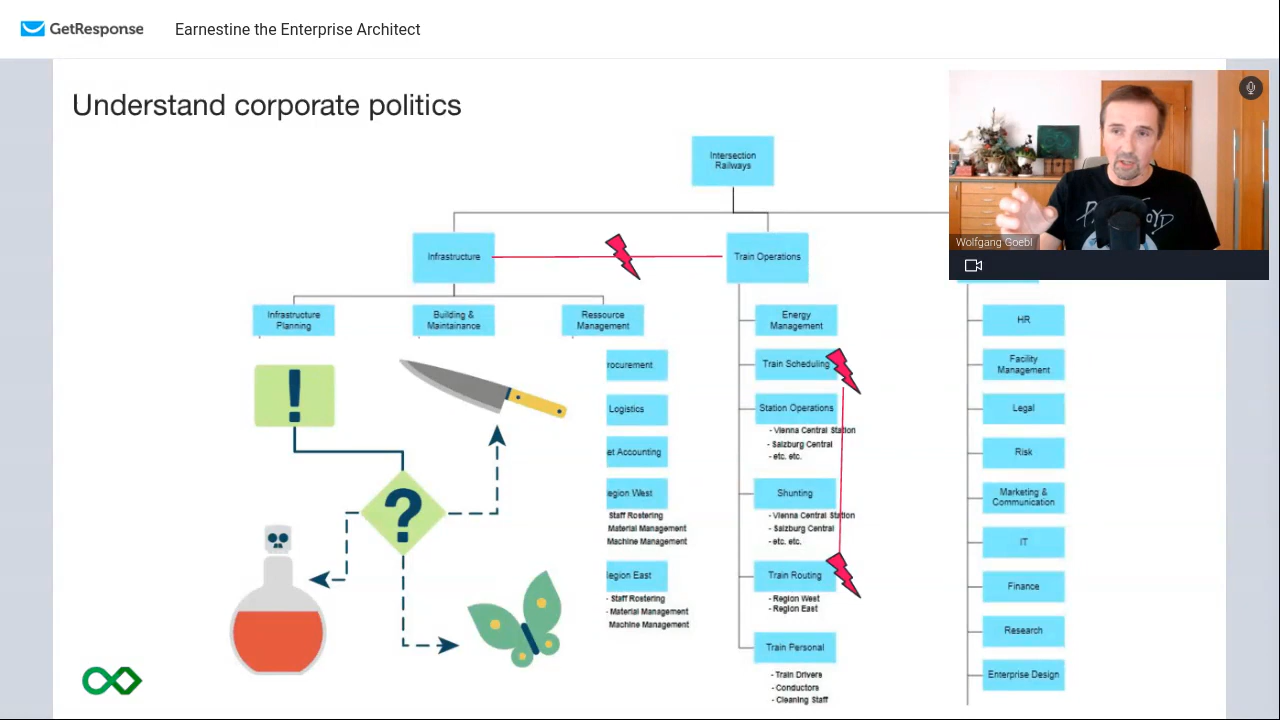 GetResponse
Earnestine the Enterprise Architect
Understand corporate politics
Wolfgang Goebl
Intersection
Railways
Infrastructure
Train Operations
Infrastructure
Planning
Building &
Maintainance
Ressource
Management
!
?
rocurement
Logistics
et Accounting
egion West
Staff Rostering
Material Management
Machine Management
egion East
- Staff Rostering
- Material Management
Machine Management
Energy
Management
Train Scheduling
Station Operations
- Vienna Central Station
- Salzburg Central
- etc. etc.
Shunting
- Vienna Central Station
- Salzburg Central
- etc. etc.
Train Routing
- Region West
- Region East
Train Personal
- Train Drivers
- Conductors
- Cleaning Staff
HR
Facility
Management
Legal
Risk
Marketing &
Communication
IT
Finance
Research
Enterprise Design